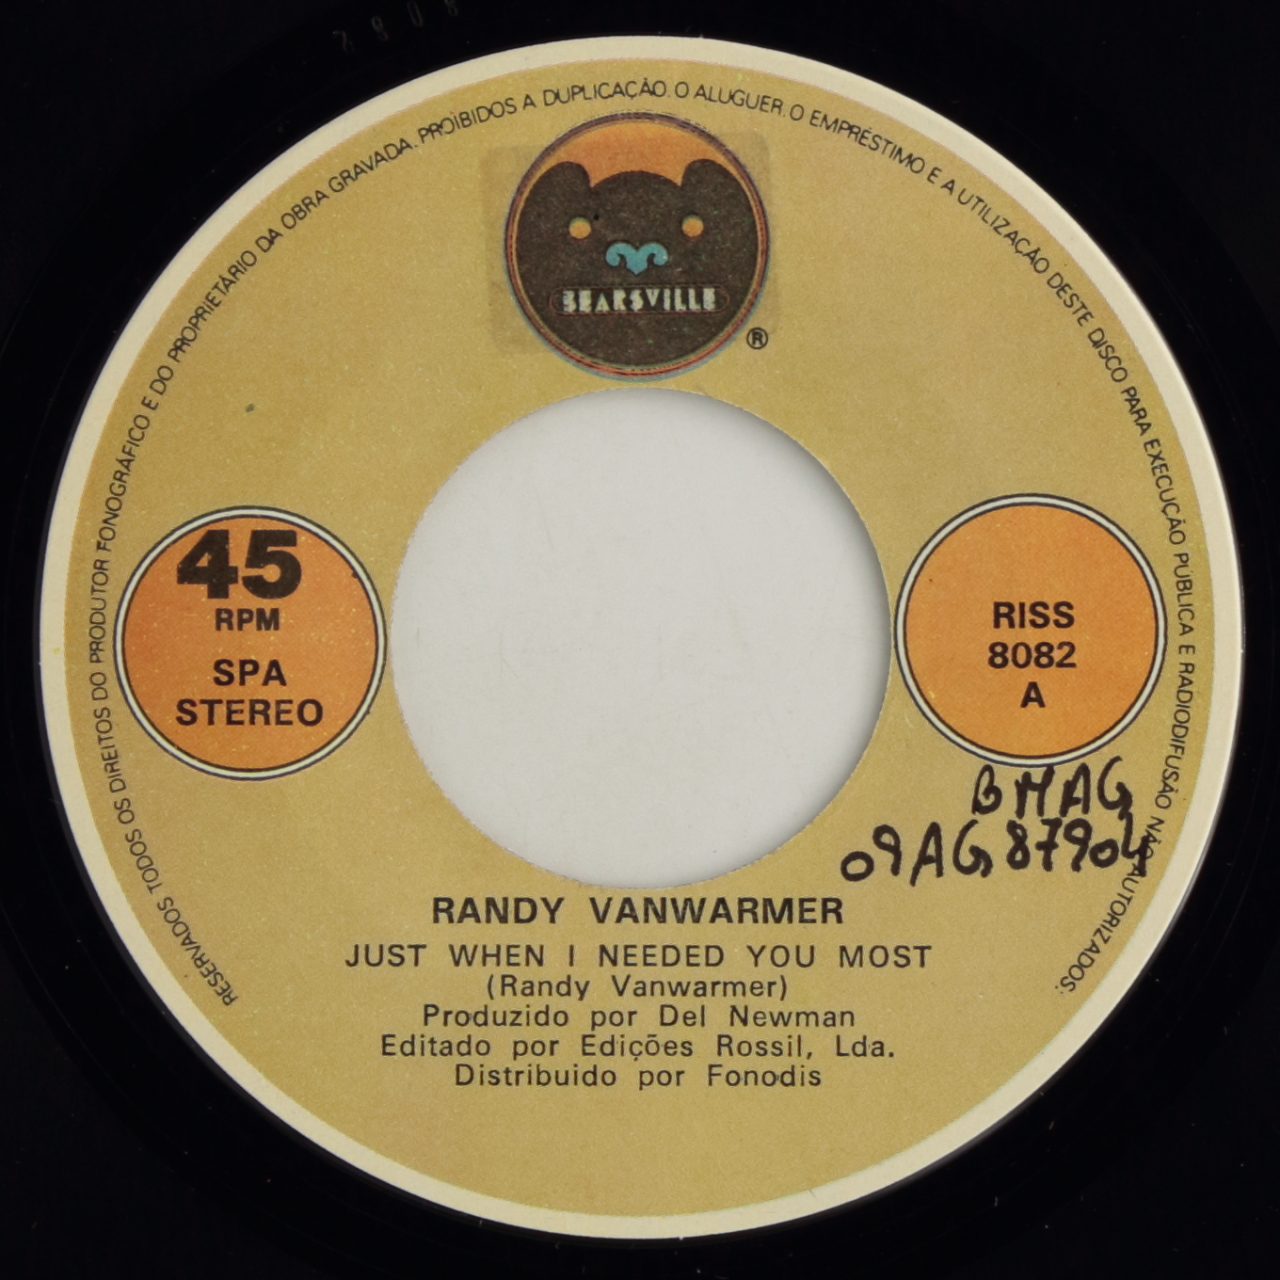 RESERVADOS TODOS OS DIREITOS DO PRODUTOR FONOGRÁFICO E DO PROPRIETÁRIO DA OBRA GRAVADA. PROIBIDOS A DUPLICAÇÃO. O ALUGUER. O EMPRÉSTIMO E A UTILIZAÇÃO DESTE DISCO PARA EXECUÇÃO PÚBLICA E RADIODIFUSÃO NÃO AUTORIZADOS.
BEARSVILLE
®
45
RPM
SPA
STEREO
RISS
8082
A
BMAG
09AG87904
RANDY VANWARMER
JUST WHEN I NEEDED YOU MOST
(Randy Vanwarmer)
Produzido por Del Newman
Editado por Edições Rossil, Lda.
Distribuido por Fonodis